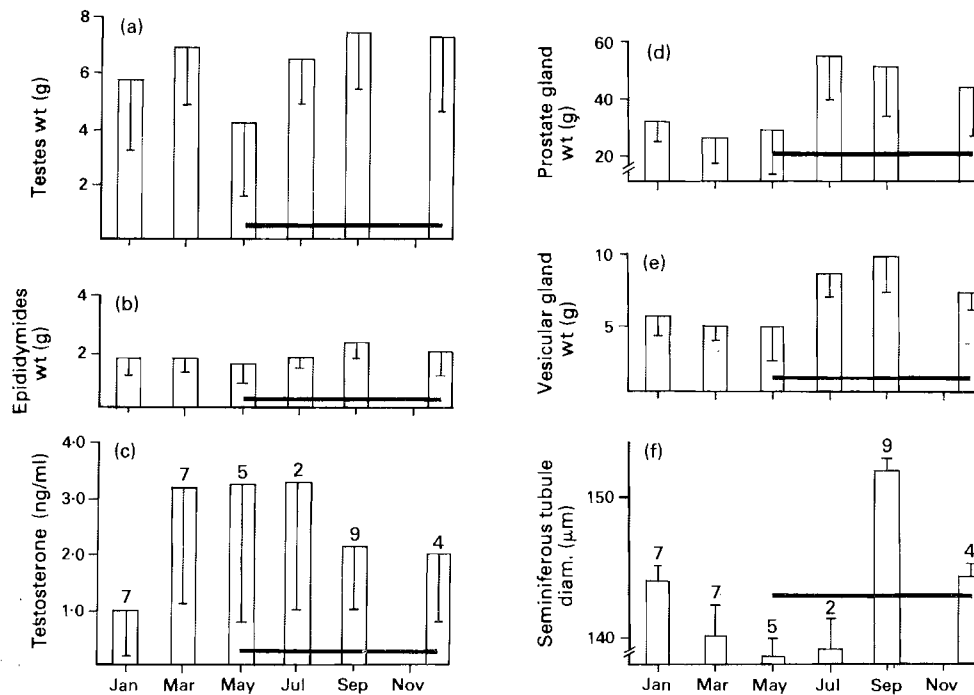 (a)
Testes wt (g)
8
6
4
2
(b)
Epididymides
wt (g)
4
2
(c)
Testosterone (ng/ml)
4·0
3·0
2·0
1·0
7
7
5
2
9
4
Jan Mar May Jul Sep Nov
(d)
Prostate gland
wt (g)
60
40
20
(e)
Vesicular gland
wt (g)
10
5
(f)
Seminiferous tubule
diam. (μm)
150
140
7
7
5
2
9
4
Jan Mar May Jul Sep Nov